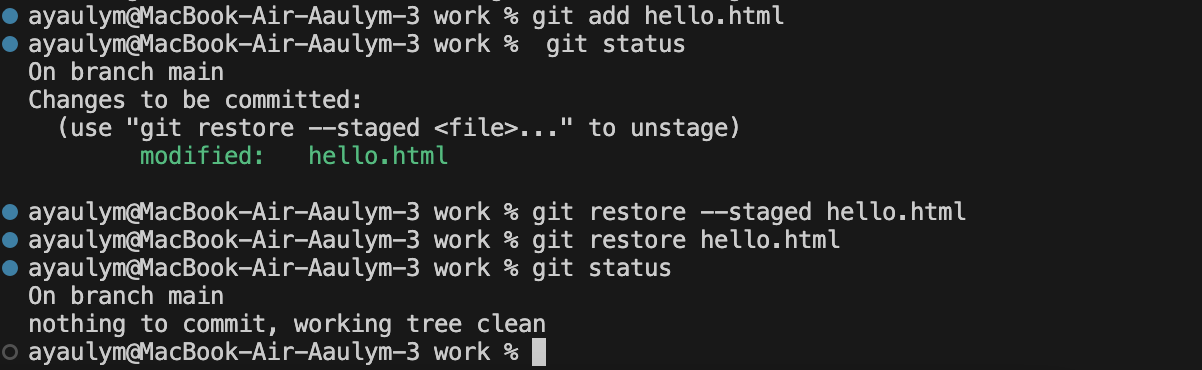 ayaulym@MacBook-Air-Aaulym-3 work % git add hello.html
ayaulym@MacBook-Air-Aaulym-3 work %  git status
On branch main
Changes to be committed:
  (use "git restore --staged <file>..." to unstage)
        modified:   hello.html

ayaulym@MacBook-Air-Aaulym-3 work % git restore --staged hello.html
ayaulym@MacBook-Air-Aaulym-3 work % git restore hello.html
ayaulym@MacBook-Air-Aaulym-3 work % git status
On branch main
nothing to commit, working tree clean
ayaulym@MacBook-Air-Aaulym-3 work %